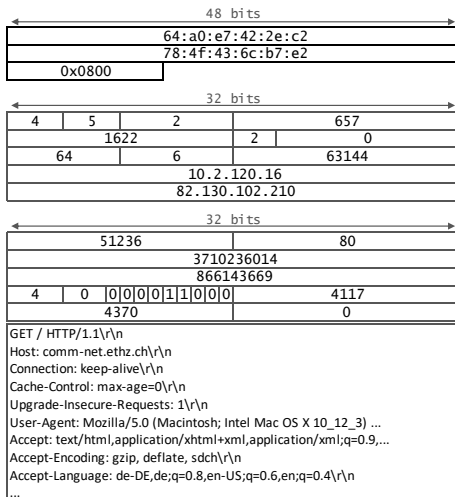 48 bits
64:a0:e7:42:2e:c2
78:4f:43:6c:b7:e2
0x0800
32 bits
4 5 2 657
1622 2 0
64 6 63144
10.2.120.16
82.130.102.210
32 bits
51236 80
3710236014
866143669
4 0 0 0 0 0 1 1 0 0 0 4117
4370 0
GET / HTTP/1.1\r\n
Host: comm-net.ethz.ch\r\n
Connection: keep-alive\r\n
Cache-Control: max-age=0\r\n
Upgrade-Insecure-Requests: 1\r\n
User-Agent: Mozilla/5.0 (Macintosh; Intel Mac OS X 10_12_3) ...
Accept: text/html,application/xhtml+xml,application/xml;q=0.9,...
Accept-Encoding: gzip, deflate, sdch\r\n
Accept-Language: de-DE,de;q=0.8,en-US;q=0.6,en;q=0.4\r\n
...